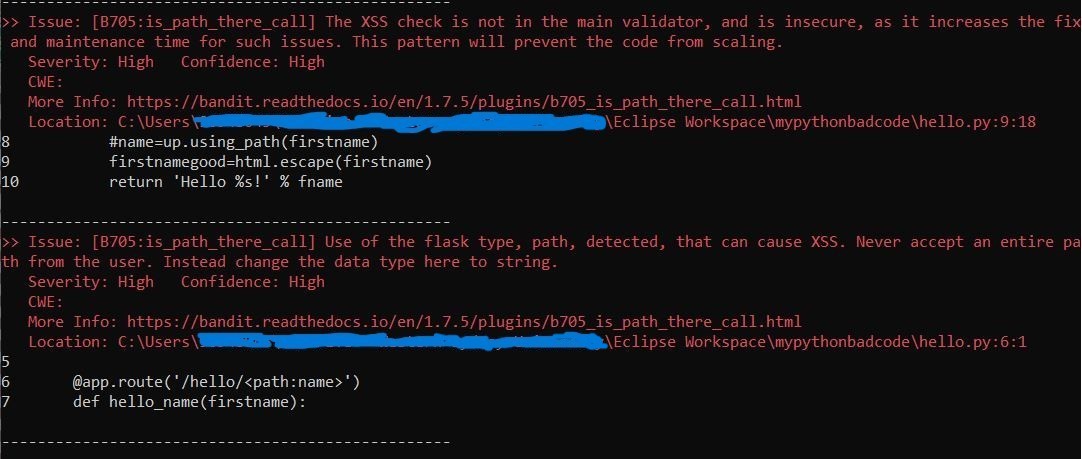 --------------------------------------------------
>> Issue: [B705:is_path_there_call] The XSS check is not in the main validator, and is insecure, as it increases the fix
and maintenance time for such issues. This pattern will prevent the code from scaling.
Severity: High   Confidence: High
CWE:
More Info: https://bandit.readthedocs.io/en/1.7.5/plugins/b705_is_path_there_call.html
Location: C:\Users\ \Eclipse Workspace\mypythonbadcode\hello.py:9:18
8           #name=up.using_path(firstname)
9           firstnamegood=html.escape(firstname)
10          return 'Hello %s!' % fname
--------------------------------------------------
>> Issue: [B705:is_path_there_call] Use of the flask type, path, detected, that can cause XSS. Never accept an entire pa
th from the user. Instead change the data type here to string.
Severity: High   Confidence: High
CWE:
More Info: https://bandit.readthedocs.io/en/1.7.5/plugins/b705_is_path_there_call.html
Location: C:\Users\ \Eclipse Workspace\mypythonbadcode\hello.py:6:1
5
6       @app.route('/hello/<path:name>')
7       def hello_name(firstname):
--------------------------------------------------